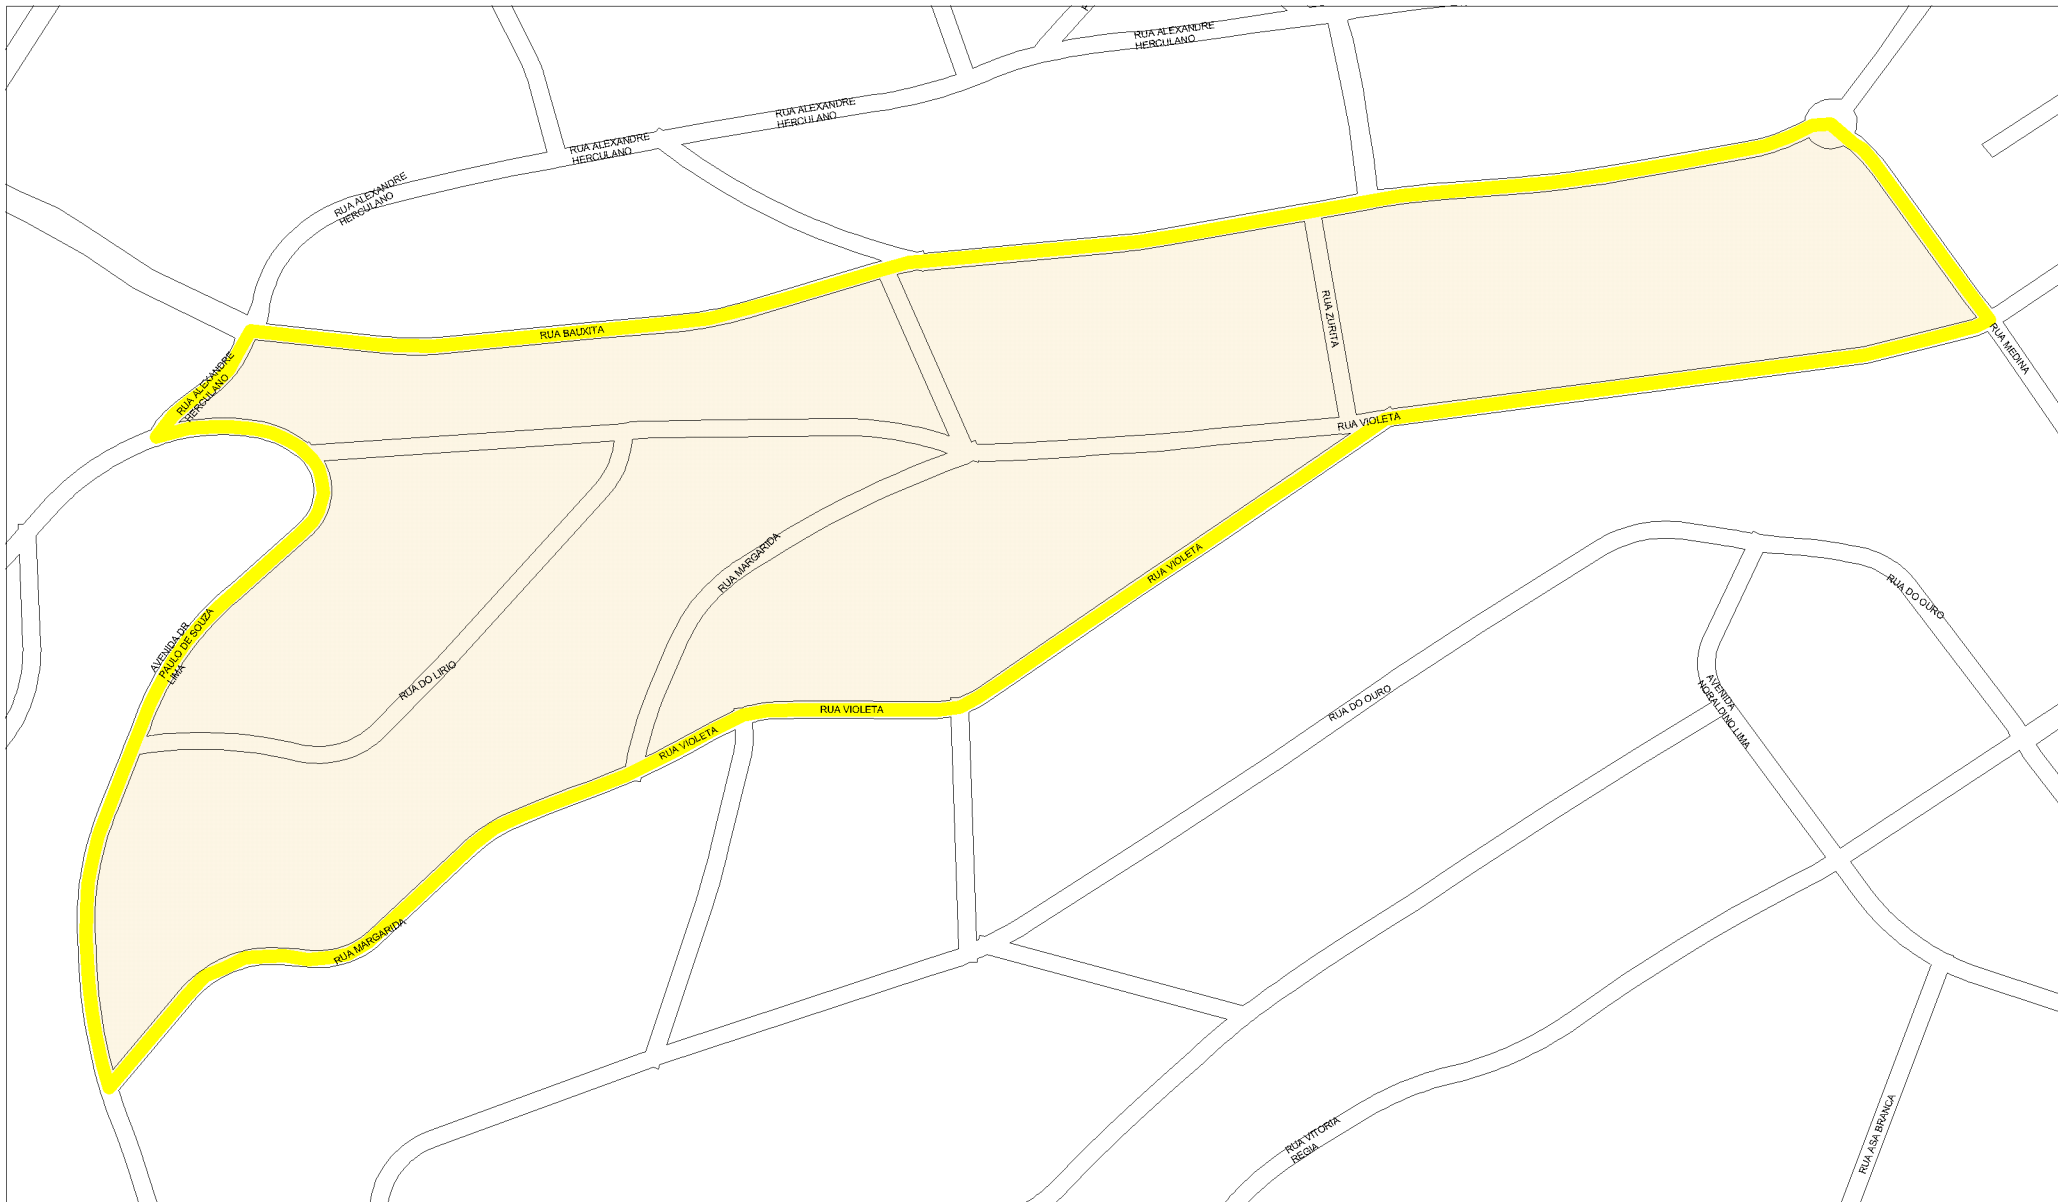 RUA ALEXANDRE
HERCULANO
RUA ALEXANDRE
HERCULANO
RUA ALEXANDRE
HERCULANO
RUA ALEXANDRE
HERCULANO
RUA BAUXITA
RUA ZURITA
RUA MEDINA
RUA ALEXANDRE
HERCULANO
RUA VIOLETA
RUA MARGARIDA
RUA VIOLETA
RUA DO OURO
AVENIDA DR
PAULO DE SOUZA
LIMA
RUA DO LIRIO
RUA VIOLETA
RUA VIOLETA
RUA DO OURO
AVENIDA
NORALDINO LIMA
RUA MARGARIDA
RUA VITORIA
REGIA
RUA ASA BRANCA